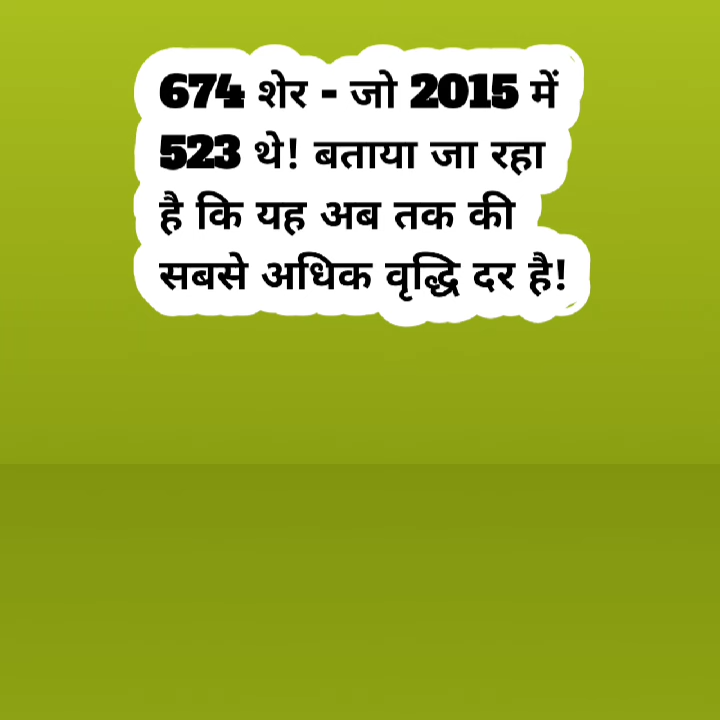 674 शेर - जो 2015 में
523 थे! बताया जा रहा
है कि यह अब तक की
सबसे अधिक वृद्धि दर है!